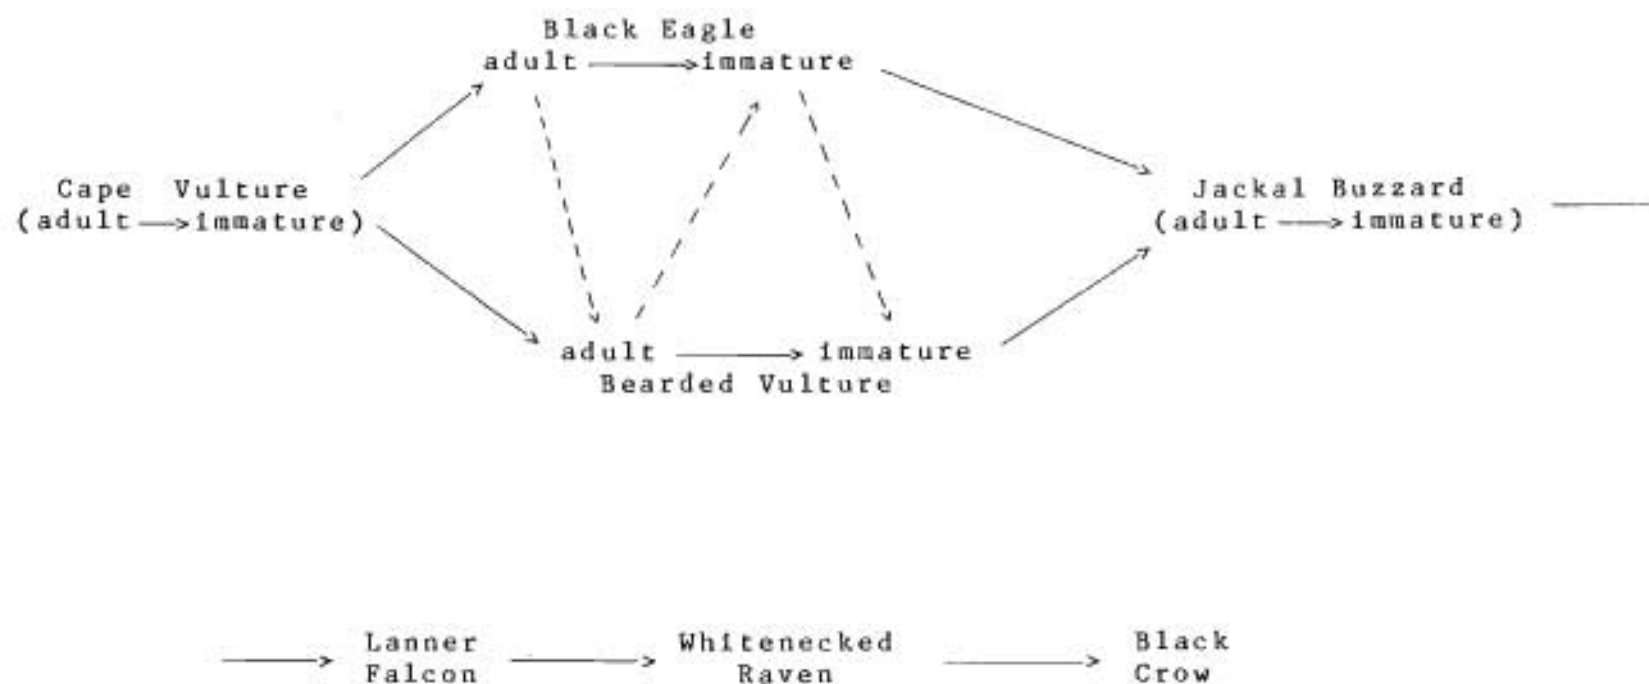 Black Eagle
adult immature
Cape Vulture
(adult immature)
Jackal Buzzard
(adult immature)
adult immature
Bearded Vulture
Lanner
Falcon
Whitenecked
Raven
Black
Crow